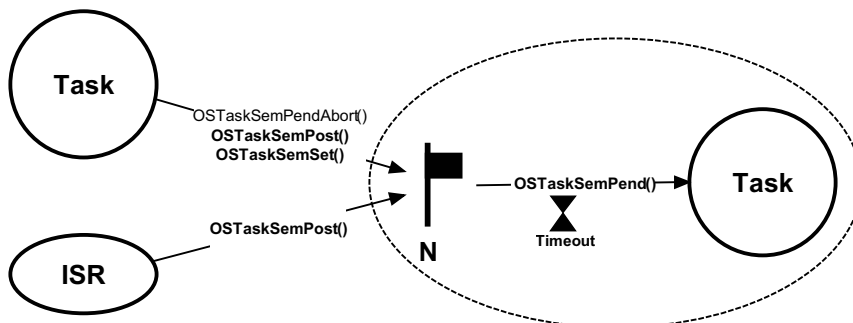 Task
OSTaskSemPendAbort()
OSTaskSemPost()
OSTaskSemSet()
OSTaskSemPend()
Task
Timeout
OSTaskSemPost()
N
ISR